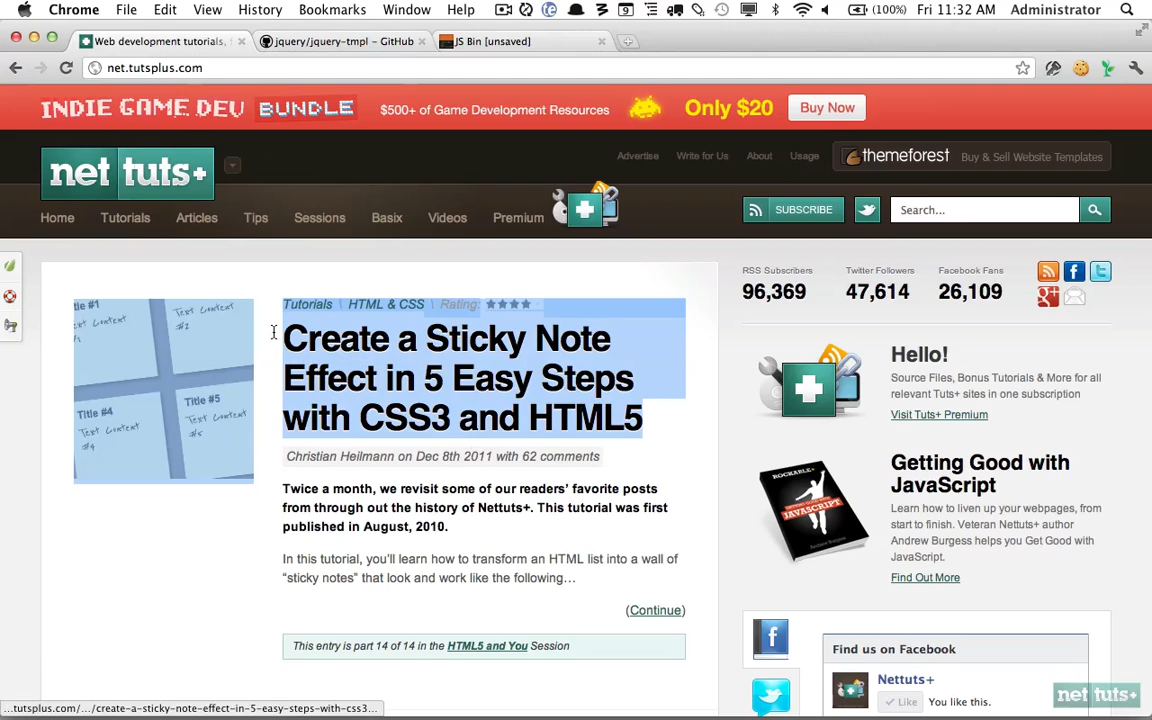 Chrome File Edit View History Bookmarks Window Help (100%) Fri 11:32 AM Administrator
Web development tutorials, jquery/jquery-tmpl – GitHub JS Bin [unsaved]
net.tutsplus.com
INDIE GAME DEV BUNDLE $500+ of Game Development Resources Only $20 Buy Now
net tuts+ Advertise Write for Us About Usage themeforest Buy & Sell Website Templates
Home Tutorials Articles Tips Sessions Basix Videos Premium SUBSCRIBE Search...
RSS Subscribers Twitter Followers Facebook Fans
96,369 47,614 26,109
Tutorials \ HTML & CSS \ Rating:
Create a Sticky Note
Effect in 5 Easy Steps
with CSS3 and HTML5
Christian Heilmann on Dec 8th 2011 with 62 comments
Twice a month, we revisit some of our readers' favorite posts
from through out the history of Nettuts+. This tutorial was first
published in August, 2010.
In this tutorial, you'll learn how to transform an HTML list into a wall of
“sticky notes” that look and work like the following…
(Continue)
This entry is part 14 of 14 in the HTML5 and You Session
Title #1
Text Content
Text Content
#2
Title #4
Text Content
#4
Title #5
Text Content
#5
Hello!
Source Files, Bonus Tutorials & More for all
relevant Tuts+ sites in one subscription
Visit Tuts+ Premium
ROCKABLE
GETTING GOOD WITH
JAVASCRIPT
Getting Good with
JavaScript
Learn how to liven up your webpages, from
start to finish. Veteran Nettuts+ author
Andrew Burgess helps you Get Good with
JavaScript.
Find Out More
Find us on Facebook
Nettuts+
Like You like this.
net tuts+
...tutsplus.com/.../create-a-sticky-note-effect-in-5-easy-steps-with-css3...